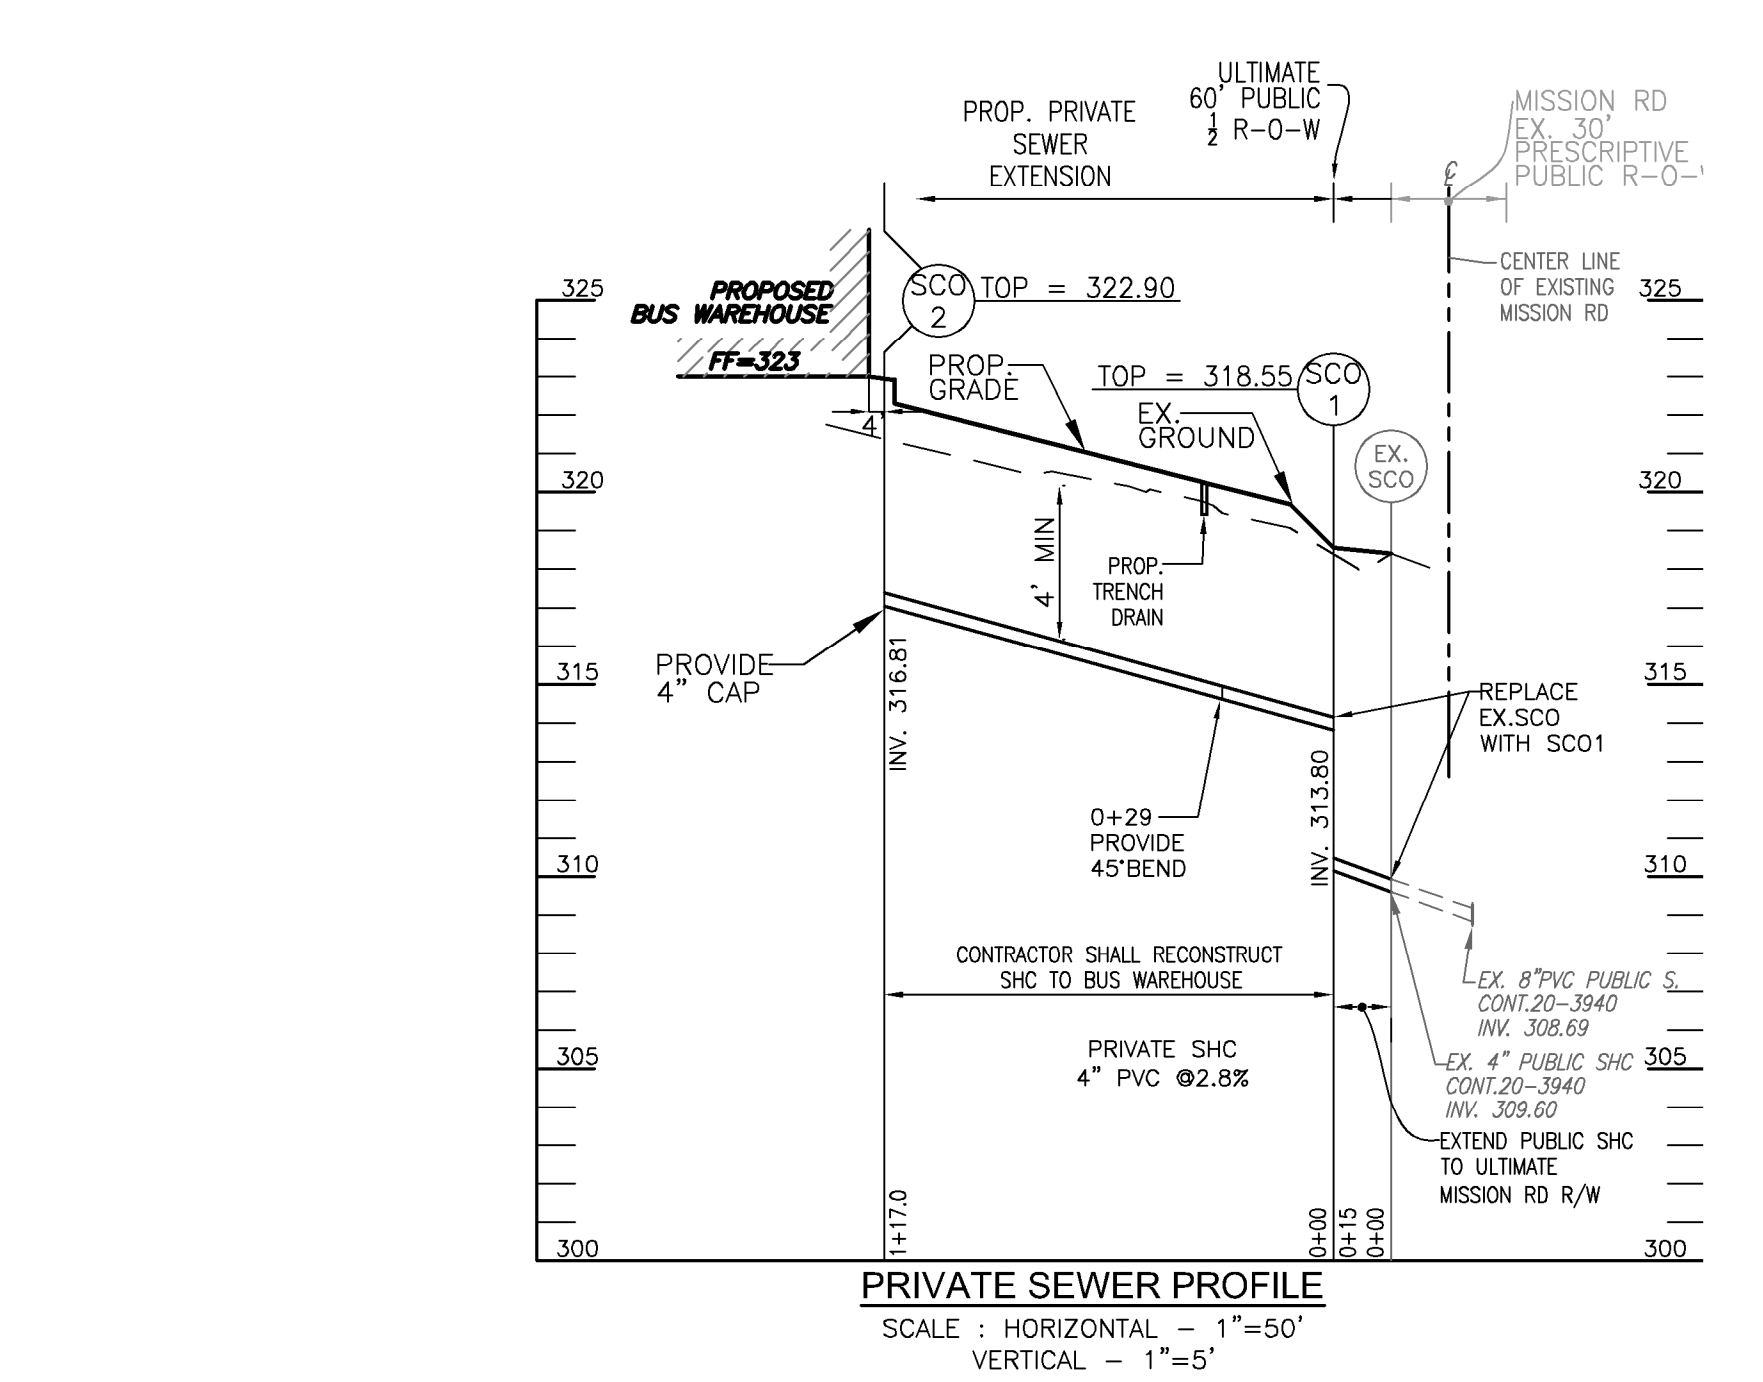 ULTIMATE
60' PUBLIC
½ R-O-W
PROP. PRIVATE
SEWER
EXTENSION
MISSION RD
EX. 30'
PRESCRIPTIVE
PUBLIC R-O-
℄
CENTER LINE
OF EXISTING
MISSION RD
PROPOSED
BUS WAREHOUSE
FF=323
SCO
2
TOP = 322.90
PROP.
GRADE
TOP = 318.55
SCO
1
EX.
GROUND
EX.
SCO
4'
4' MIN
PROP.
TRENCH
DRAIN
PROVIDE
4" CAP
INV. 316.81
INV. 313.80
REPLACE
EX.SCO
WITH SCO1
0+29
PROVIDE
45°BEND
CONTRACTOR SHALL RECONSTRUCT
SHC TO BUS WAREHOUSE
PRIVATE SHC
4" PVC @2.8%
EX. 8"PVC PUBLIC S.
CONT.20-3940
INV. 308.69
EX. 4" PUBLIC SHC
CONT.20-3940
INV. 309.60
EXTEND PUBLIC SHC
TO ULTIMATE
MISSION RD R/W
325
320
315
310
305
300
325
320
315
310
305
300
1+17.0
0+00
0+15
0+00
PRIVATE SEWER PROFILE
SCALE : HORIZONTAL - 1"=50'
VERTICAL - 1"=5'